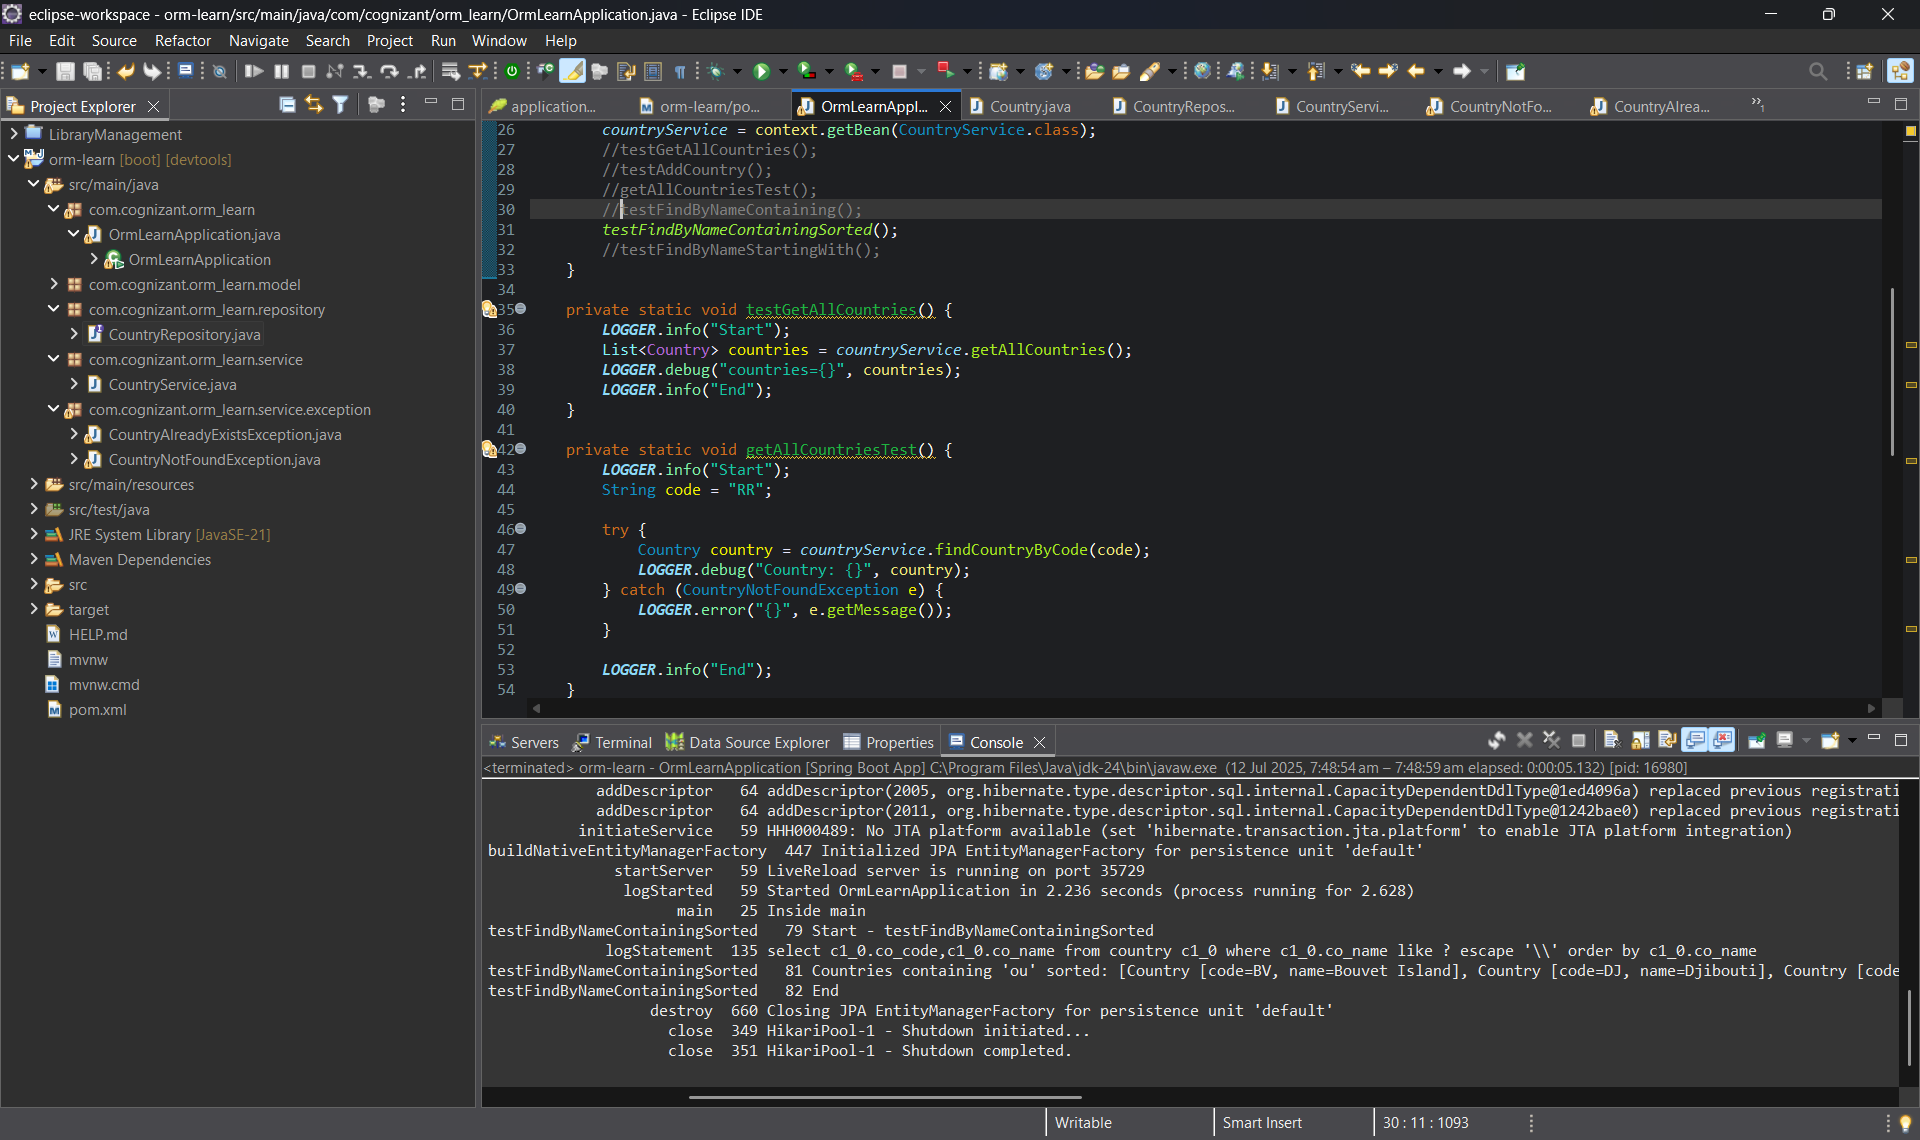 eclipse-workspace - orm-learn/src/main/java/com/cognizant/orm_learn/OrmLearnApplication.java - Eclipse IDE
File Edit Source Refactor Navigate Search Project Run Window Help
Project Explorer
LibraryManagement
orm-learn [boot] [devtools]
src/main/java
com.cognizant.orm_learn
OrmLearnApplication.java
OrmLearnApplication
com.cognizant.orm_learn.model
com.cognizant.orm_learn.repository
CountryRepository.java
com.cognizant.orm_learn.service
CountryService.java
com.cognizant.orm_learn.service.exception
CountryAlreadyExistsException.java
CountryNotFoundException.java
src/main/resources
src/test/java
JRE System Library [JavaSE-21]
Maven Dependencies
src
target
HELP.md
mvnw
mvnw.cmd
pom.xml
application... orm-learn/po... OrmLearnAppl... Country.java CountryRepos... CountryServi... CountryNotFo... CountryAlrea... »1
26 countryService = context.getBean(CountryService.class);
27 //testGetAllCountries();
28 //testAddCountry();
29 //getAllCountriesTest();
30 //testFindByNameContaining();
31 testFindByNameContainingSorted();
32 //testFindByNameStartingWith();
33 }
34
35 private static void testGetAllCountries() {
36 LOGGER.info("Start");
37 List<Country> countries = countryService.getAllCountries();
38 LOGGER.debug("countries={}", countries);
39 LOGGER.info("End");
40 }
41
42 private static void getAllCountriesTest() {
43 LOGGER.info("Start");
44 String code = "RR";
45
46 try {
47 Country country = countryService.findCountryByCode(code);
48 LOGGER.debug("Country: {}", country);
49 } catch (CountryNotFoundException e) {
50 LOGGER.error("{}", e.getMessage());
51 }
52
53 LOGGER.info("End");
54 }
Servers Terminal Data Source Explorer Properties Console
<terminated> orm-learn - OrmLearnApplication [Spring Boot App] C:\Program Files\Java\jdk-24\bin\javaw.exe (12 Jul 2025, 7:48:54 am – 7:48:59 am elapsed: 0:00:05.132) [pid: 16980]
addDescriptor 64 addDescriptor(2005, org.hibernate.type.descriptor.sql.internal.CapacityDependentDdlType@1ed4096a) replaced previous registrati
addDescriptor 64 addDescriptor(2011, org.hibernate.type.descriptor.sql.internal.CapacityDependentDdlType@1242bae0) replaced previous registrati
initiateService 59 HHH000489: No JTA platform available (set 'hibernate.transaction.jta.platform' to enable JTA platform integration)
buildNativeEntityManagerFactory 447 Initialized JPA EntityManagerFactory for persistence unit 'default'
startServer 59 LiveReload server is running on port 35729
logStarted 59 Started OrmLearnApplication in 2.236 seconds (process running for 2.628)
main 25 Inside main
testFindByNameContainingSorted 79 Start - testFindByNameContainingSorted
logStatement 135 select c1_0.co_code,c1_0.co_name from country c1_0 where c1_0.co_name like ? escape '\\' order by c1_0.co_name
testFindByNameContainingSorted 81 Countries containing 'ou' sorted: [Country [code=BV, name=Bouvet Island], Country [code=DJ, name=Djibouti], Country [code
testFindByNameContainingSorted 82 End
destroy 660 Closing JPA EntityManagerFactory for persistence unit 'default'
close 349 HikariPool-1 - Shutdown initiated...
close 351 HikariPool-1 - Shutdown completed.
Writable Smart Insert 30 : 11 : 1093